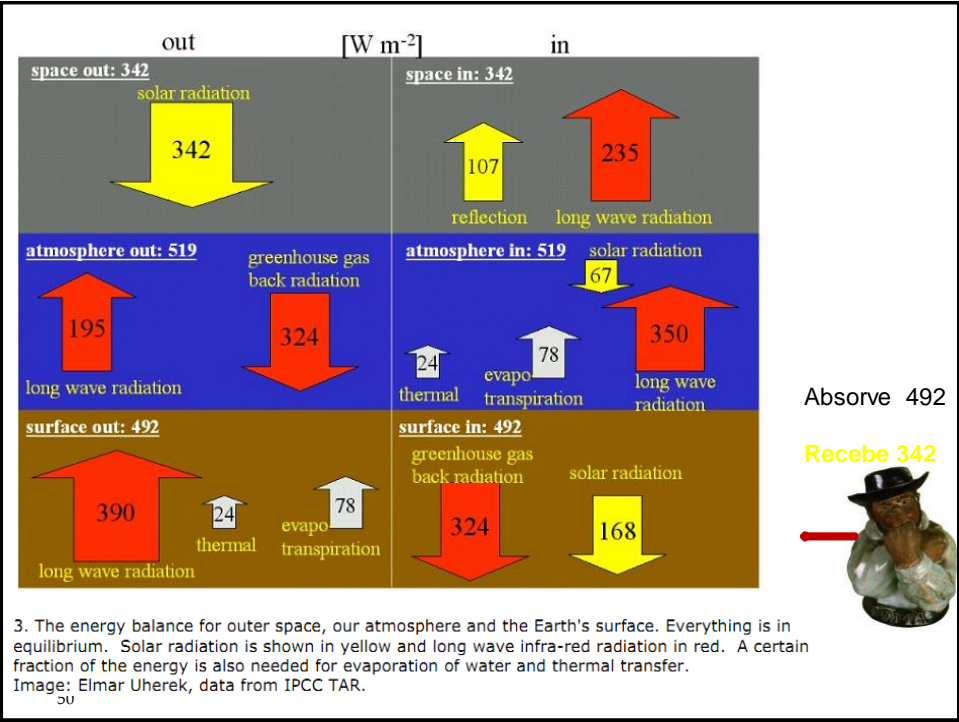 out [W m-2] in
space out: 342
solar radiation
342
space in: 342
107
reflection
235
long wave radiation
atmosphere out: 519
195
long wave radiation
greenhouse gas
back radiation
324
atmosphere in: 519
solar radiation
67
24
thermal
78
evapo
transpiration
350
long wave
radiation
surface out: 492
390
long wave radiation
24
thermal
78
evapo
transpiration
surface in: 492
greenhouse gas
back radiation
324
solar radiation
168
Absorve 492
Recebe 342
3. The energy balance for outer space, our atmosphere and the Earth's surface. Everything is in
equilibrium. Solar radiation is shown in yellow and long wave infra-red radiation in red. A certain
fraction of the energy is also needed for evaporation of water and thermal transfer.
Image: Elmar Uherek, data from IPCC TAR.
50